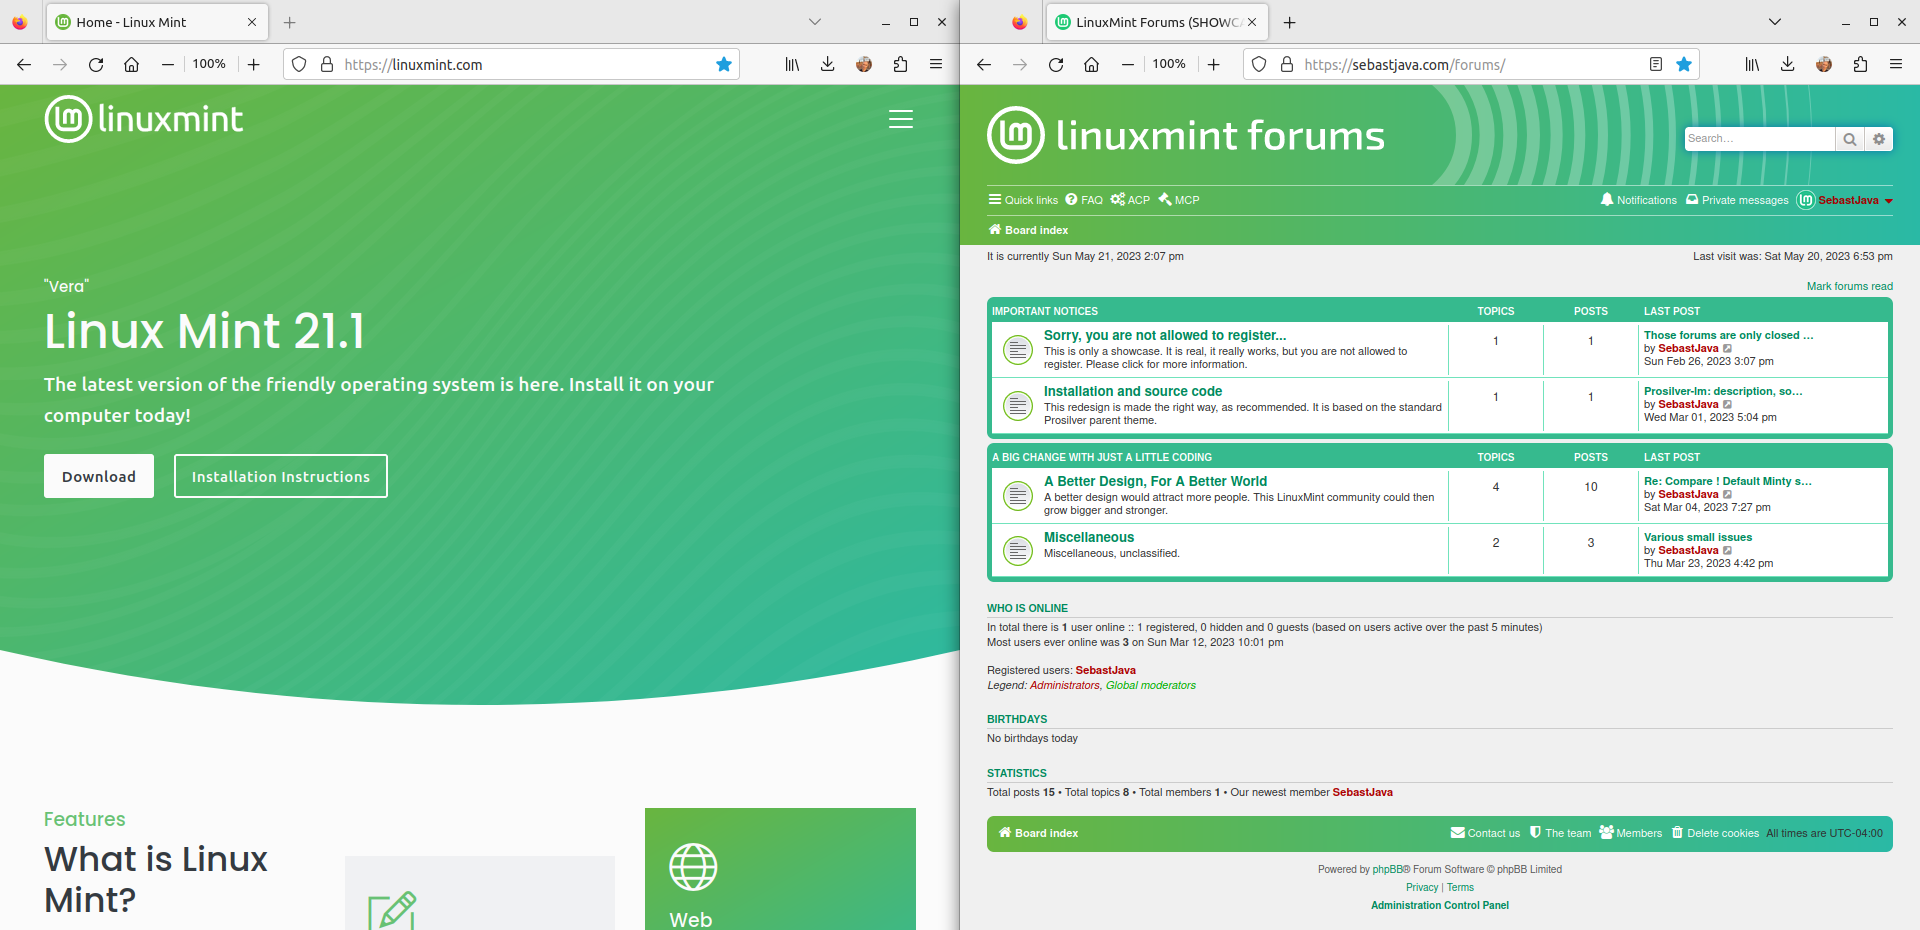 Home - Linux Mint
100%
https://linuxmint.com
linuxmint
"Vera"
Linux Mint 21.1
The latest version of the friendly operating system is here. Install it on your
computer today!
Download
Installation Instructions
Features
What is Linux
Mint?
Web
LinuxMint Forums (SHOWCA
100%
https://sebastjava.com/forums/
linuxmint forums
Search…
Quick links FAQ ACP MCP
Notifications Private messages SebastJava
Board index
It is currently Sun May 21, 2023 2:07 pm
Last visit was: Sat May 20, 2023 6:53 pm
Mark forums read
IMPORTANT NOTICES TOPICS POSTS LAST POST
Sorry, you are not allowed to register...
This is only a showcase. It is real, it really works, but you are not allowed to
register. Please click for more information.
1
1
Those forums are only closed …
by SebastJava
Sun Feb 26, 2023 3:07 pm
Installation and source code
This redesign is made the right way, as recommended. It is based on the standard
Prosilver parent theme.
1
1
Prosilver-lm: description, so…
by SebastJava
Wed Mar 01, 2023 5:04 pm
A BIG CHANGE WITH JUST A LITTLE CODING TOPICS POSTS LAST POST
A Better Design, For A Better World
A better design would attract more people. This LinuxMint community could then
grow bigger and stronger.
4
10
Re: Compare ! Default Minty s…
by SebastJava
Sat Mar 04, 2023 7:27 pm
Miscellaneous
Miscellaneous, unclassified.
2
3
Various small issues
by SebastJava
Thu Mar 23, 2023 4:42 pm
WHO IS ONLINE
In total there is 1 user online :: 1 registered, 0 hidden and 0 guests (based on users active over the past 5 minutes)
Most users ever online was 3 on Sun Mar 12, 2023 10:01 pm
Registered users: SebastJava
Legend: Administrators, Global moderators
BIRTHDAYS
No birthdays today
STATISTICS
Total posts 15 • Total topics 8 • Total members 1 • Our newest member SebastJava
Board index
Contact us The team Members Delete cookies All times are UTC-04:00
Powered by phpBB® Forum Software © phpBB Limited
Privacy | Terms
Administration Control Panel